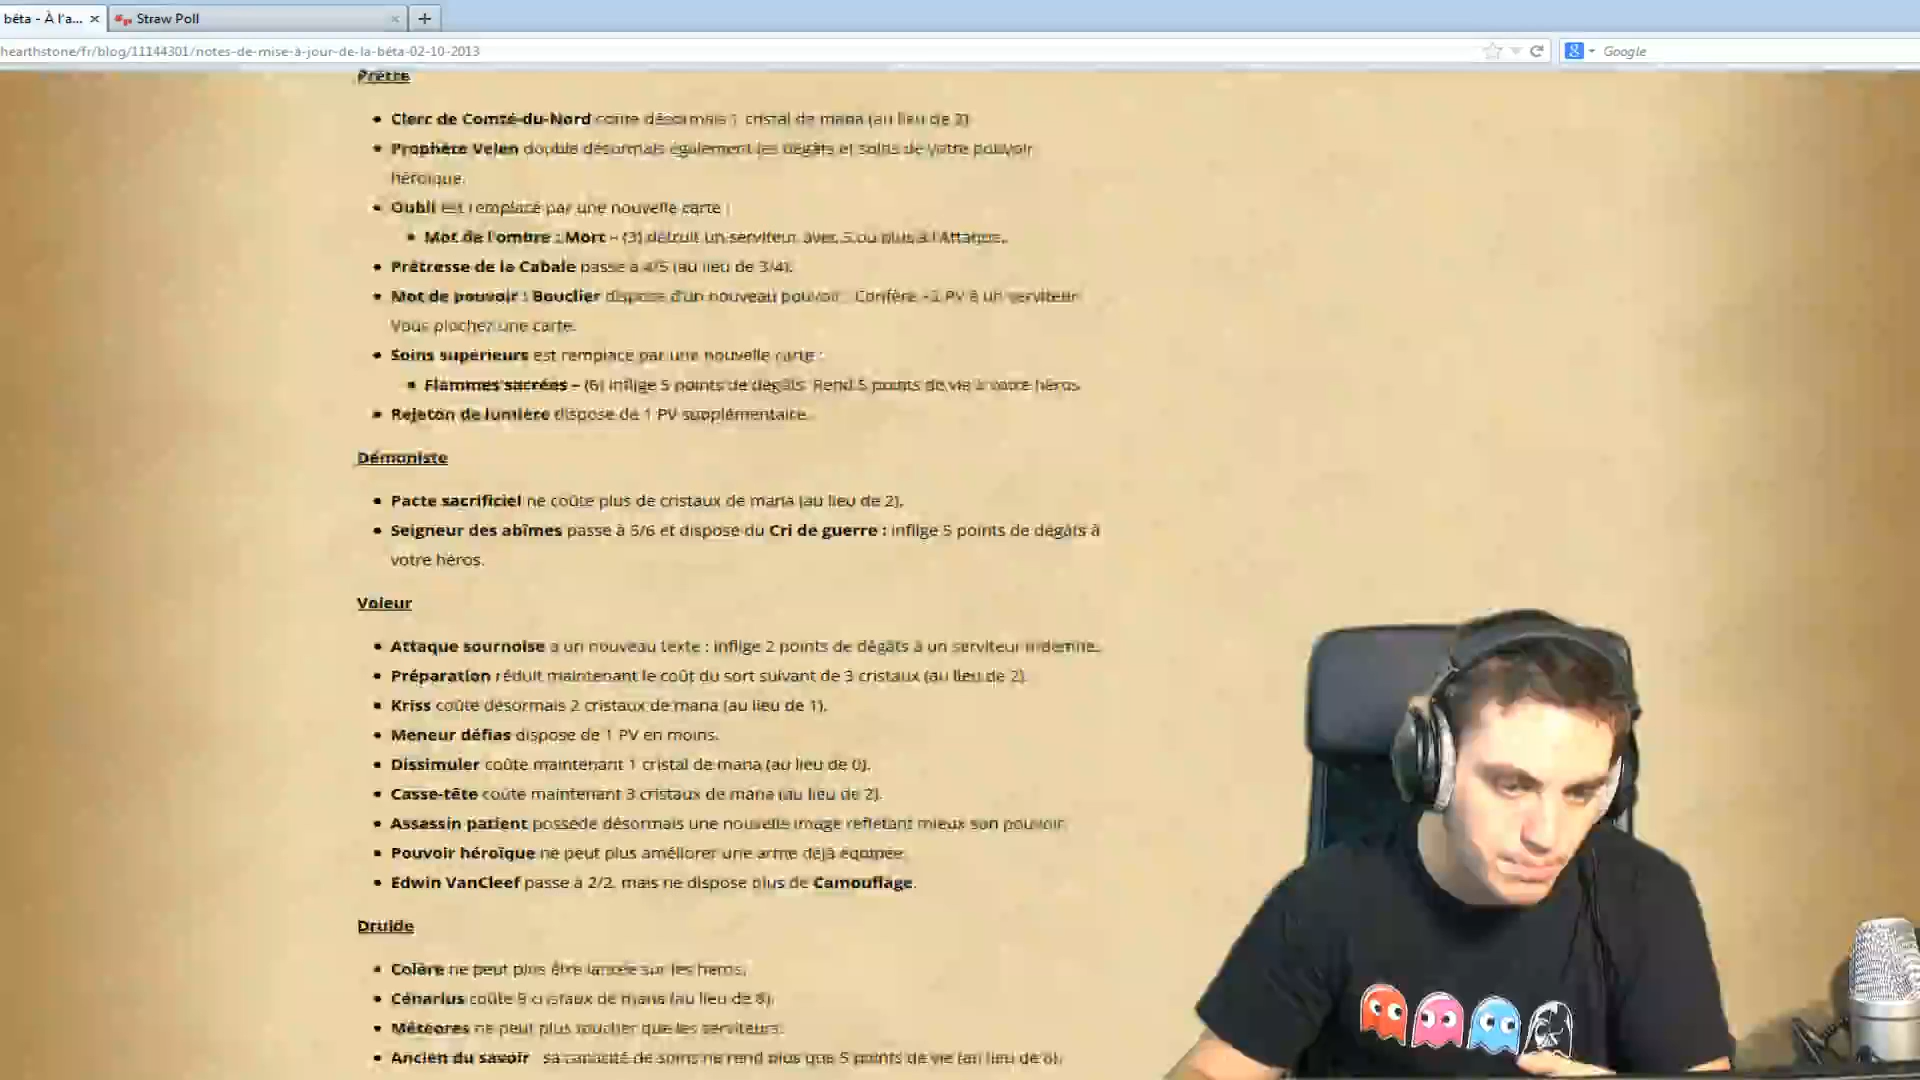 bêta - À l'a...
Straw Poll
hearthstone/fr/blog/11144301/notes-de-mise-à-jour-de-la-bêta-02-10-2013
Google
Prêtre
Clerc de Comté-du-Nord coûte désormais 1 cristal de mana (au lieu de 2)
Prophète Velen double désormais également les dégâts et soins de votre pouvoir
héroïque.
Oubli est remplacé par une nouvelle carte :
Mot de l'ombre : Mort – (3) détruit un serviteur avec 5 ou plus à l'Attaque.
Prêtresse de la Cabale passe à 4/5 (au lieu de 3/4).
Mot de pouvoir : Bouclier dispose d'un nouveau pouvoir : Confère +2 PV à un serviteur.
Vous piochez une carte.
Soins supérieurs est remplacé par une nouvelle carte :
Flammes sacrées – (6) inflige 5 points de dégâts. Rend 5 points de vie à votre héros.
Rejeton de lumière dispose de 1 PV supplémentaire.
Démoniste
Pacte sacrificiel ne coûte plus de cristaux de mana (au lieu de 2).
Seigneur des abîmes passe à 5/6 et dispose du Cri de guerre : inflige 5 points de dégâts à
votre héros.
Voleur
Attaque sournoise a un nouveau texte : inflige 2 points de dégâts à un serviteur indemne.
Préparation réduit maintenant le coût du sort suivant de 3 cristaux (au lieu de 2).
Kriss coûte désormais 2 cristaux de mana (au lieu de 1).
Meneur défias dispose de 1 PV en moins.
Dissimuler coûte maintenant 1 cristal de mana (au lieu de 0).
Casse-tête coûte maintenant 3 cristaux de mana (au lieu de 2).
Assassin patient possède désormais une nouvelle image reflétant mieux son pouvoir.
Pouvoir héroïque ne peut plus améliorer une arme déjà équipée.
Edwin VanCleef passe à 2/2, mais ne dispose plus de Camouflage.
Druide
Colère ne peut plus être lancée sur les héros.
Cénarius coûte 9 cristaux de mana (au lieu de 8).
Météores ne peut plus toucher que les serviteurs.
Ancien du savoir : sa capacité de soins ne rend plus que 5 points de vie (au lieu de 8).